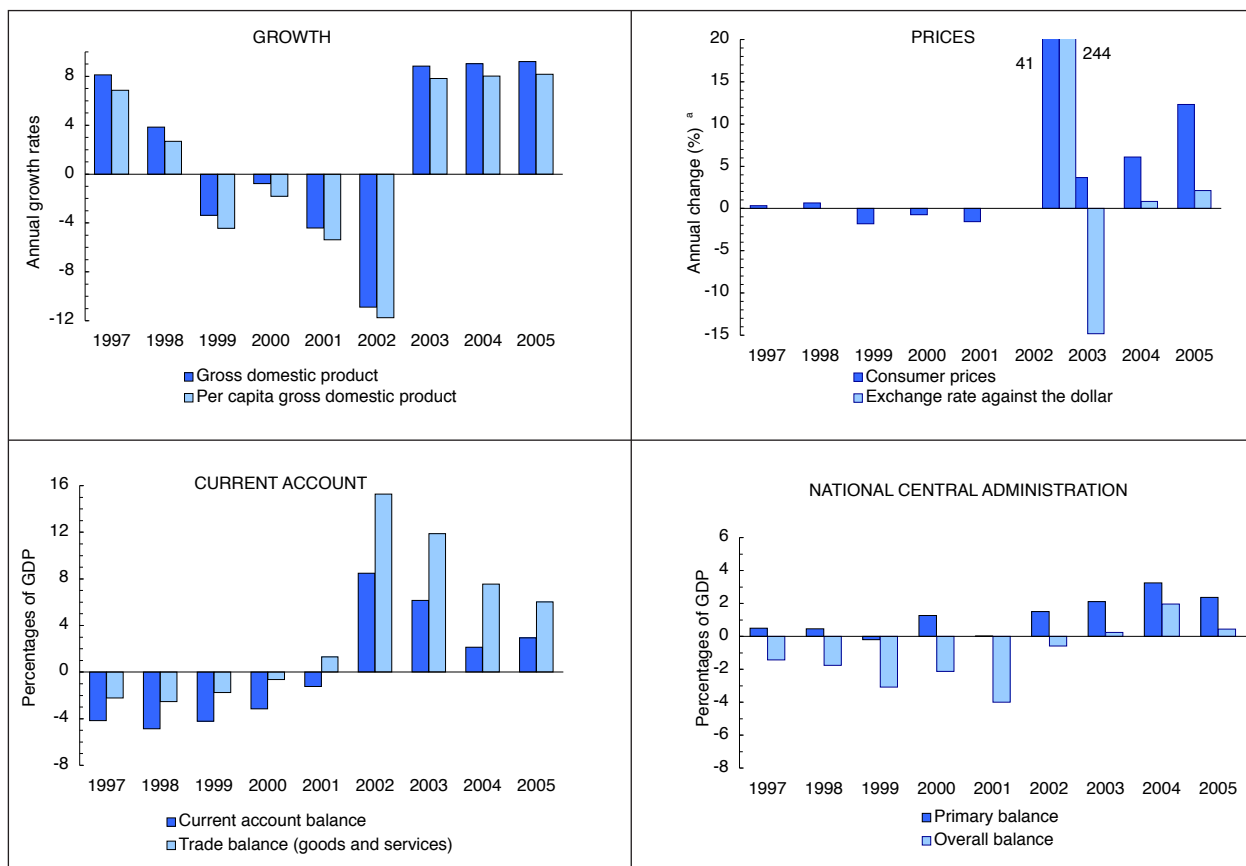 GROWTH
Annual growth rates
8
4
0
-4
-8
-12
1997 1998 1999 2000 2001 2002 2003 2004 2005
Gross domestic product
Per capita gross domestic product
PRICES
Annual change (%) a
20
15
10
5
0
-5
-10
-15
41
244
1997 1998 1999 2000 2001 2002 2003 2004 2005
Consumer prices
Exchange rate against the dollar
CURRENT ACCOUNT
Percentages of GDP
16
12
8
4
0
-4
-8
1997 1998 1999 2000 2001 2002 2003 2004 2005
Current account balance
Trade balance (goods and services)
NATIONAL CENTRAL ADMINISTRATION
Percentages of GDP
6
4
2
0
-2
-4
-6
-8
1997 1998 1999 2000 2001 2002 2003 2004 2005
Primary balance
Overall balance